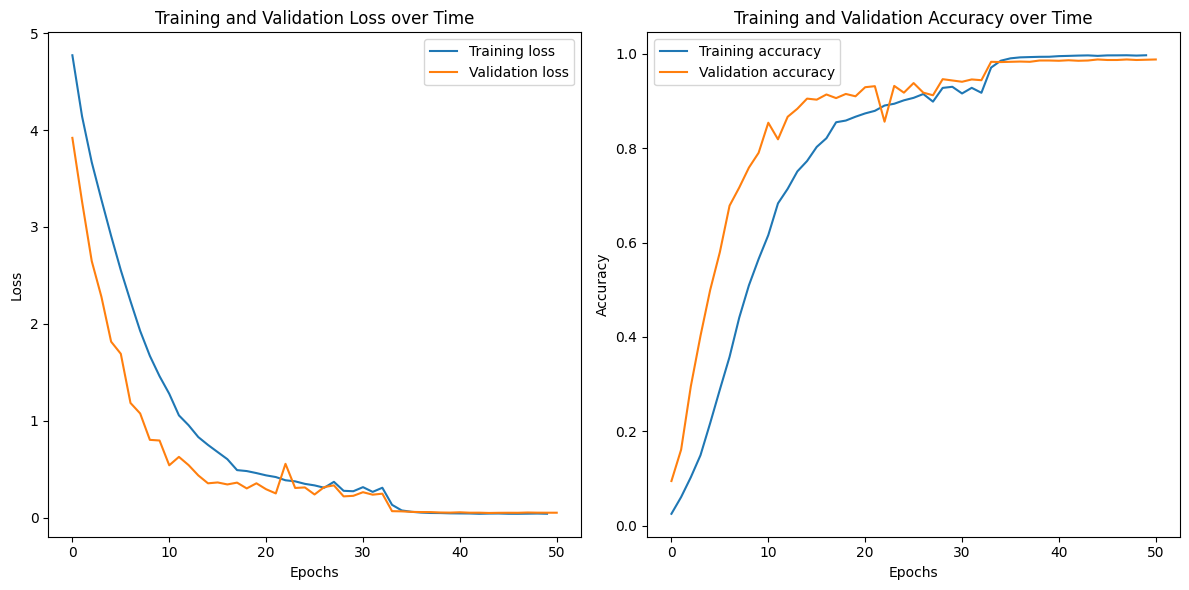 Training and Validation Loss over Time
Training loss
Validation loss
5
4
3
2
1
0
Loss
0 10 20 30 40 50
Epochs
Training and Validation Accuracy over Time
Training accuracy
Validation accuracy
1.0
0.8
0.6
0.4
0.2
0.0
Accuracy
0 10 20 30 40 50
Epochs